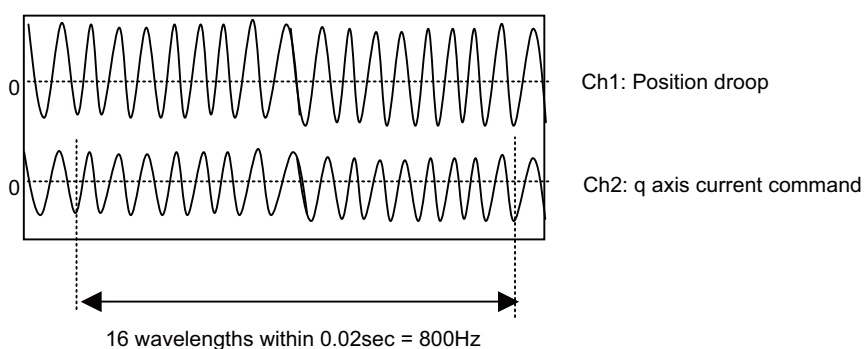 0
Ch1: Position droop
0
Ch2: q axis current command
16 wavelengths within 0.02sec = 800Hz